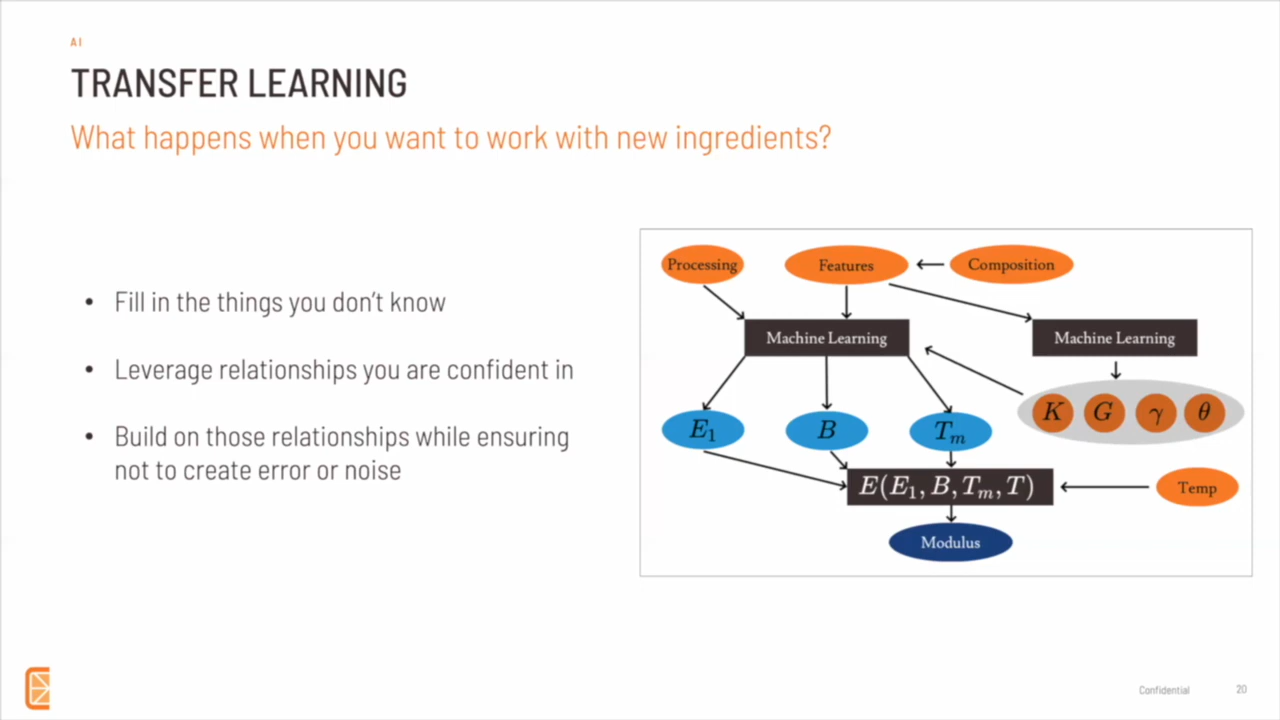 AI
TRANSFER LEARNING
What happens when you want to work with new ingredients?
• Fill in the things you don't know
• Leverage relationships you are confident in
• Build on those relationships while ensuring
not to create error or noise
Processing
Features
Composition
Machine Learning
Machine Learning
K G γ θ
E₁
B
Tₘ
E(E₁, B, Tₘ, T)
Temp
Modulus
Confidential
20